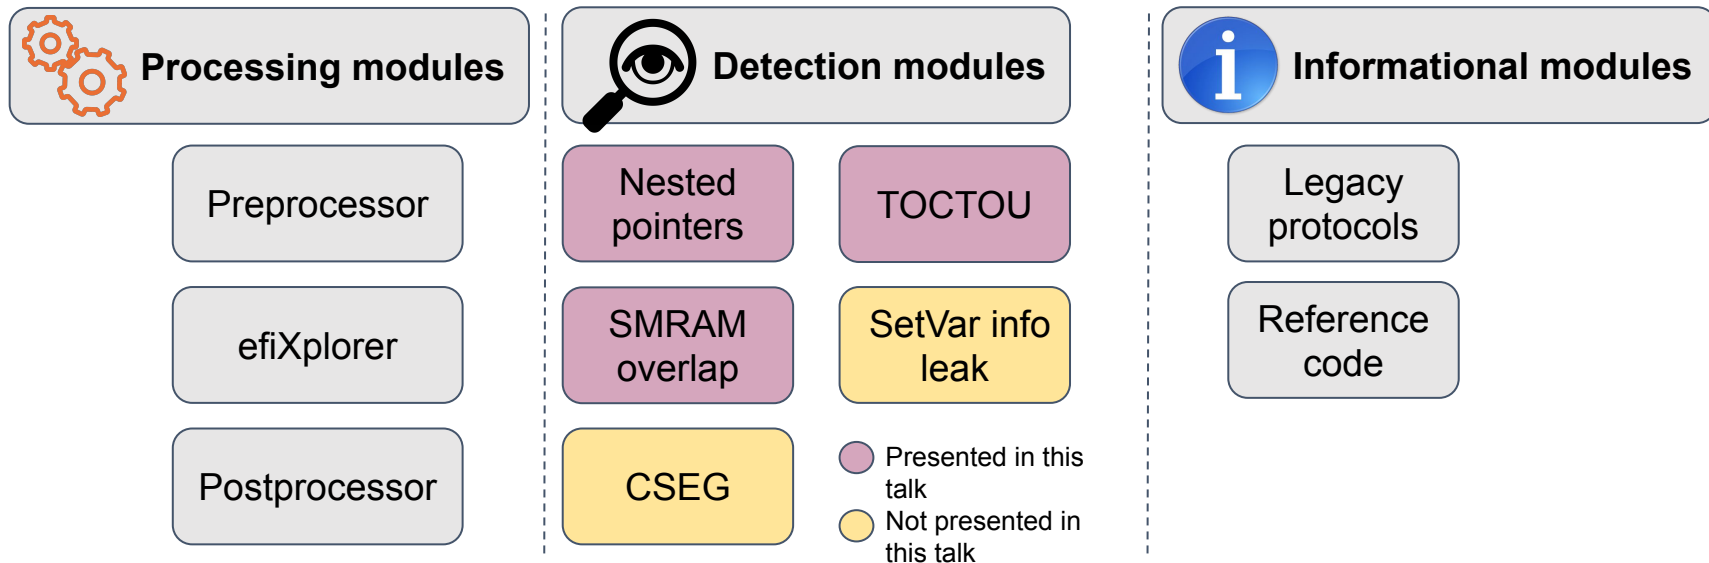 Processing modules
Preprocessor
efiXplorer
Postprocessor
Detection modules
Nested
pointers
TOCTOU
SMRAM
overlap
SetVar info
leak
CSEG
Presented in this
talk
Not presented in
this talk
Informational modules
Legacy
protocols
Reference
code